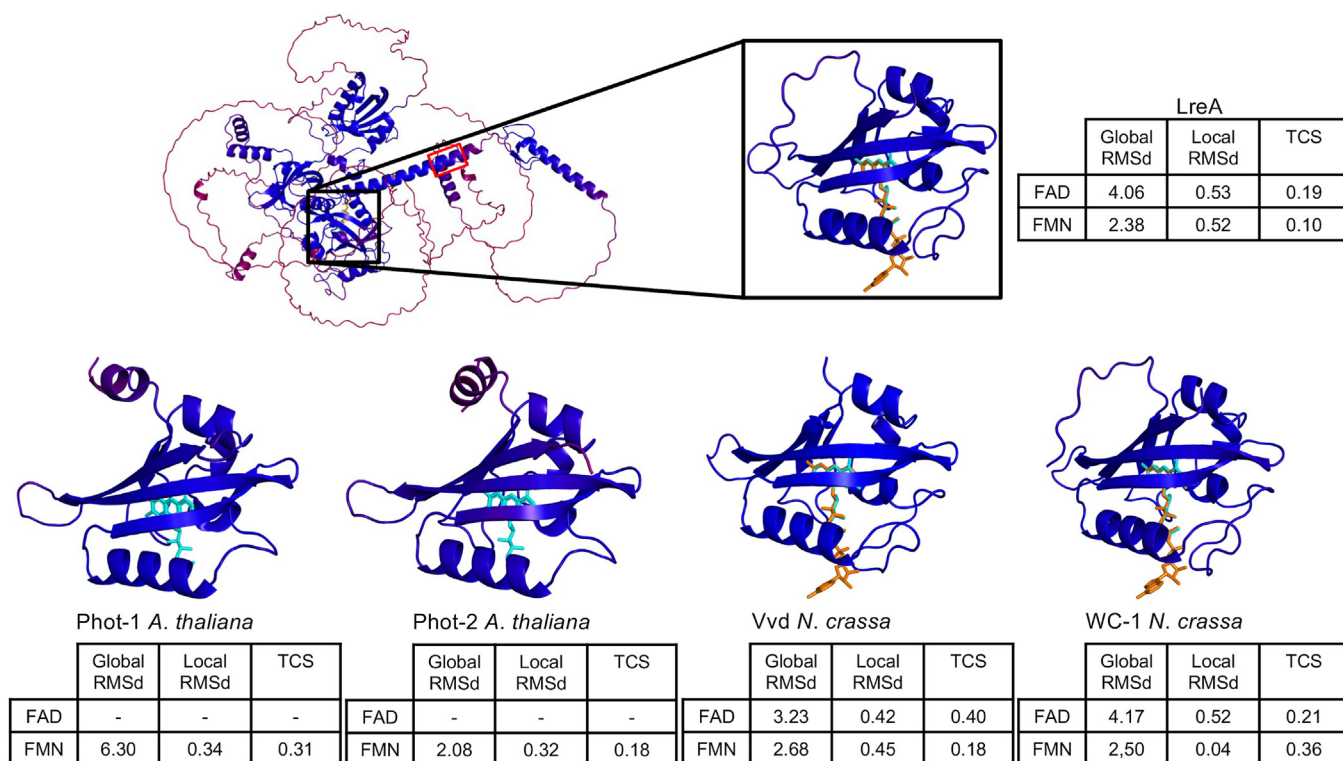 LreA
Global RMSd Local RMSd TCS
FAD 4.06 0.53 0.19
FMN 2.38 0.52 0.10
Phot-1 A. thaliana
Global RMSd Local RMSd TCS
FAD - - -
FMN 6.30 0.34 0.31
Phot-2 A. thaliana
Global RMSd Local RMSd TCS
FAD - - -
FMN 2.08 0.32 0.18
Vvd N. crassa
Global RMSd Local RMSd TCS
FAD 3.23 0.42 0.40
FMN 2.68 0.45 0.18
WC-1 N. crassa
Global RMSd Local RMSd TCS
FAD 4.17 0.52 0.21
FMN 2,50 0.04 0.36